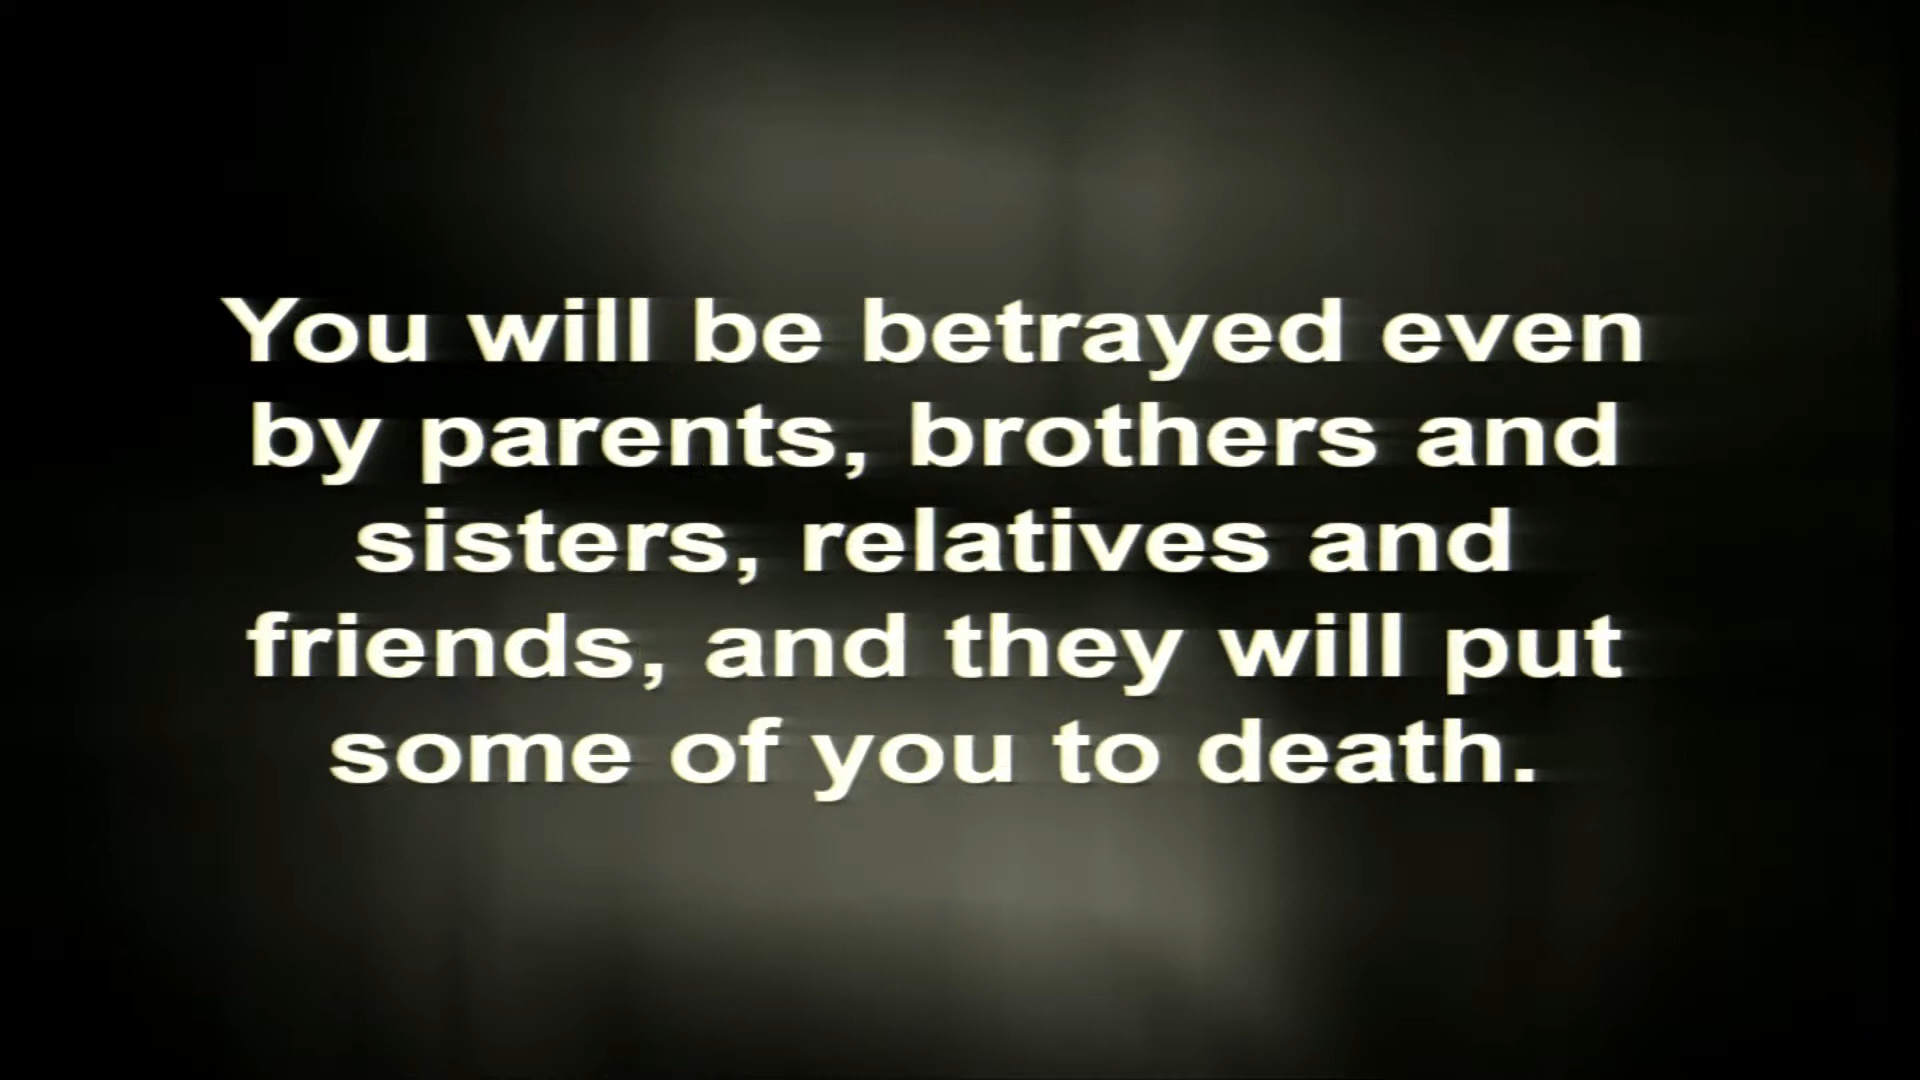 You will be betrayed even
by parents, brothers and
sisters, relatives and
friends, and they will put
some of you to death.